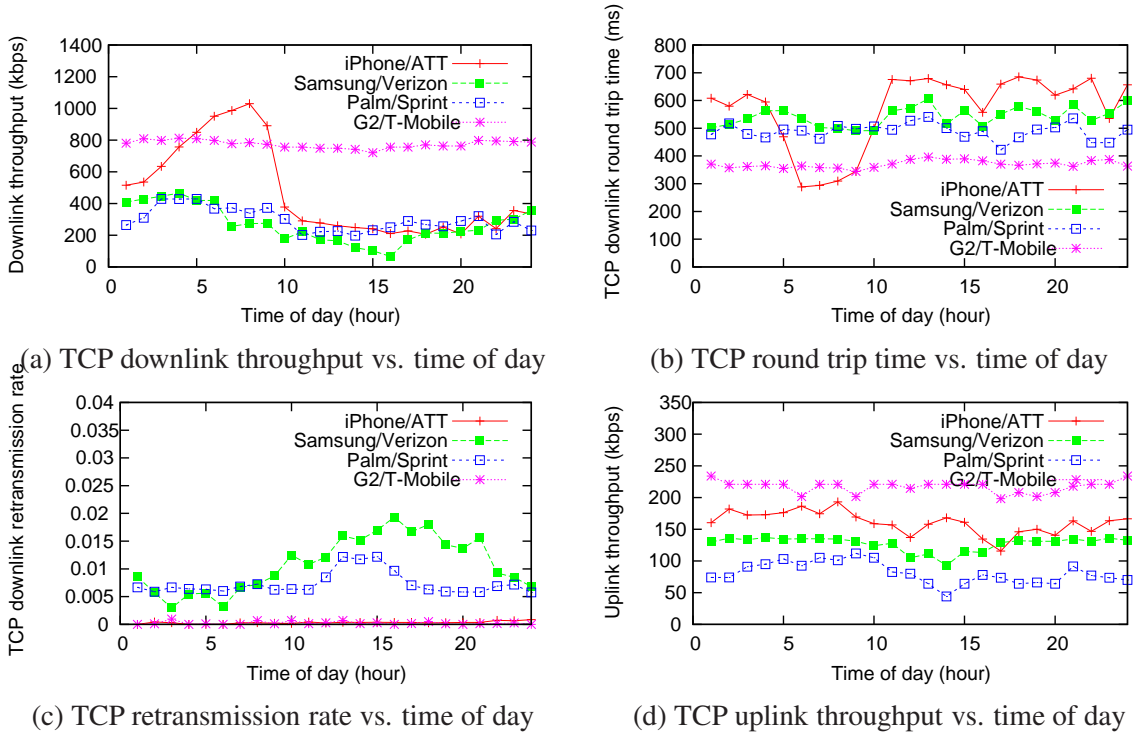 Downlink throughput (kbps)
1400
1200
1000
800
600
400
200
0
0 5 10 15 20
iPhone/ATT
Samsung/Verizon
Palm/Sprint
G2/T-Mobile
Time of day (hour)
(a) TCP downlink throughput vs. time of day
TCP downlink round trip time (ms)
800
700
600
500
400
300
200
100
0
0 5 10 15 20
iPhone/ATT
Samsung/Verizon
Palm/Sprint
G2/T-Mobile
Time of day (hour)
(b) TCP round trip time vs. time of day
TCP downlink retransmission rate
0.04
0.035
0.03
0.025
0.02
0.015
0.01
0.005
0
0 5 10 15 20
iPhone/ATT
Samsung/Verizon
Palm/Sprint
G2/T-Mobile
Time of day (hour)
(c) TCP retransmission rate vs. time of day
Uplink throughput (kbps)
350
300
250
200
150
100
50
0
0 5 10 15 20
iPhone/ATT
Samsung/Verizon
Palm/Sprint
G2/T-Mobile
Time of day (hour)
(d) TCP uplink throughput vs. time of day